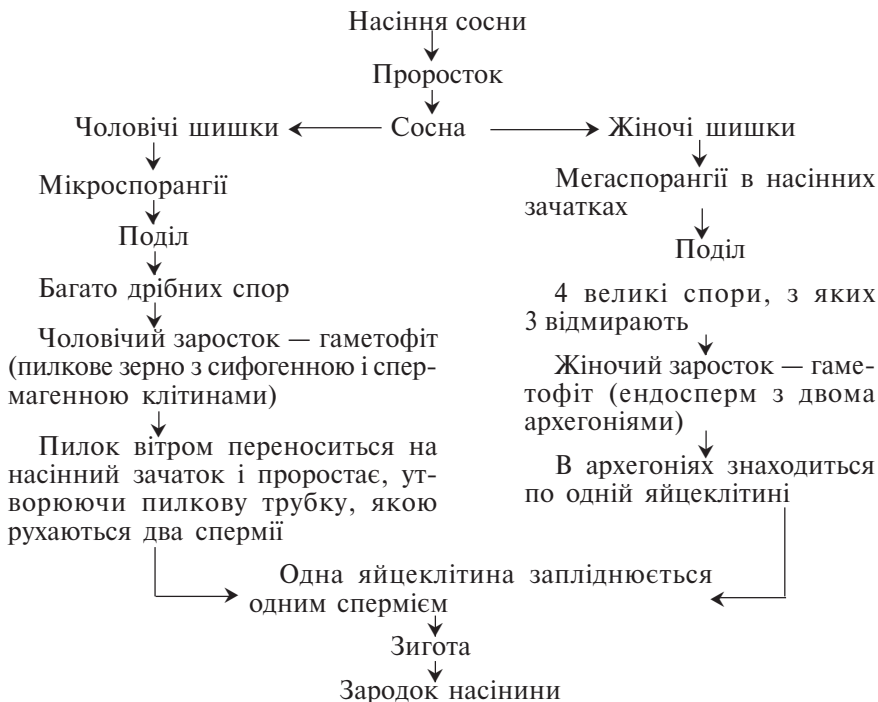 Насіння сосни
Проросток
Чоловічі шишки
Сосна
Жіночі шишки
Мікроспорангії
Поділ
Багато дрібних спор
Чоловічий заросток — гаметофіт
(пилкове зерно з сифогенною і спер-
магенною клітинами)
Пилок вітром переноситься на
насінний зачаток і проростає, ут-
ворюючи пилкову трубку, якою
рухаються два спермії
Мегаспорангії в насінних
зачатках
Поділ
4 великі спори, з яких
3 відмирають
Жіночий заросток — гаме-
тофіт (ендосперм з двома
архегоніями)
В архегоніях знаходиться
по одній яйцеклітині
Одна яйцеклітина запліднюється
одним спермієм
Зигота
Зародок насінини